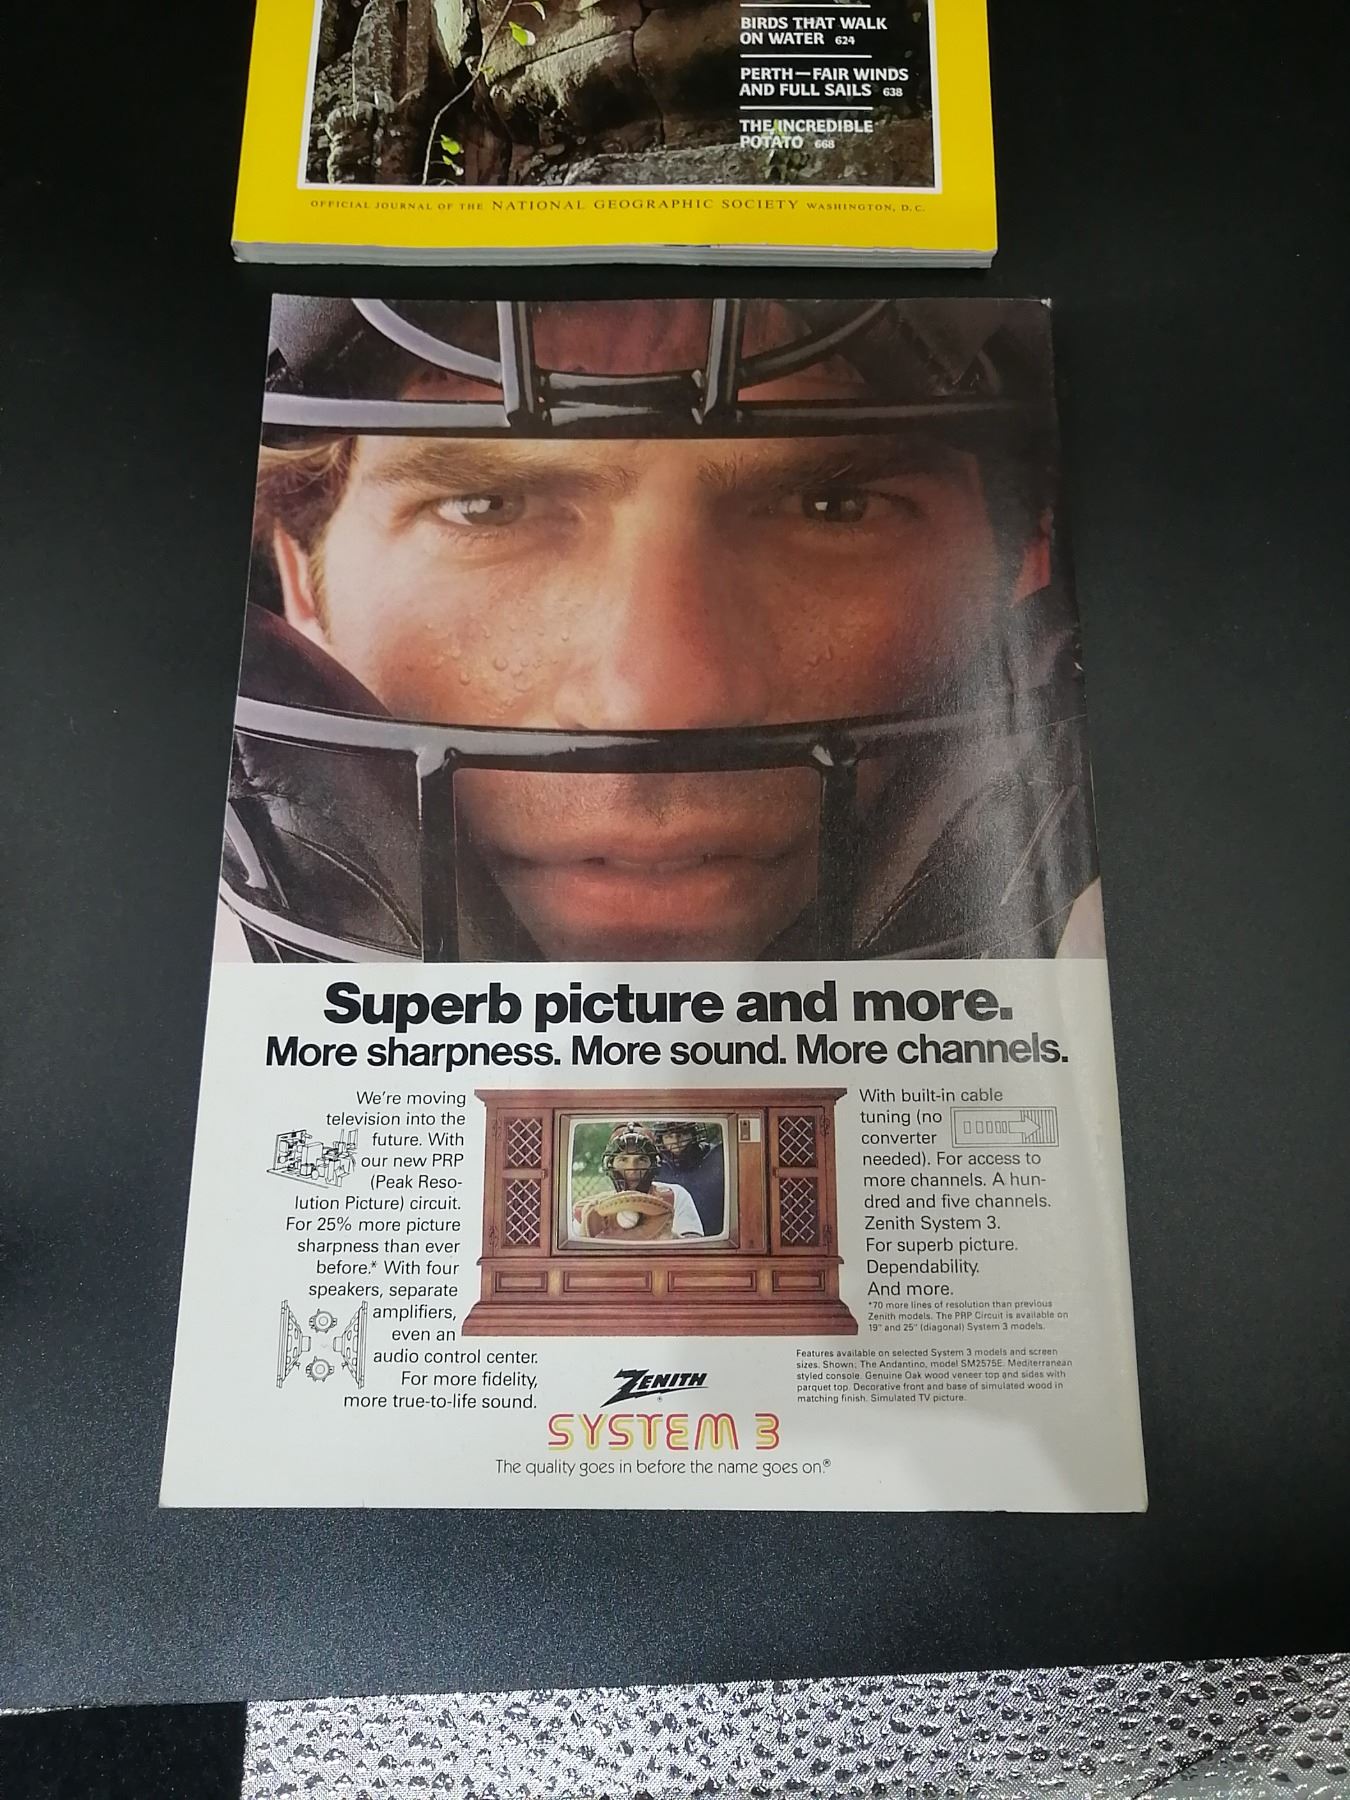 BIRDS THAT WALK
ON WATER 624
PERTH—FAIR WINDS
AND FULL SAILS 638
THE INCREDIBLE
POTATO 668
OFFICIAL JOURNAL OF THE NATIONAL GEOGRAPHIC SOCIETY WASHINGTON, D.C.
Superb picture and more.
More sharpness. More sound. More channels.
We're moving
television into the
future. With
our new PRP
(Peak Reso-
lution Picture) circuit.
For 25% more picture
sharpness than ever
before.* With four
speakers, separate
amplifiers,
even an
audio control center.
For more fidelity,
more true-to-life sound.
With built-in cable
tuning (no
converter
needed). For access to
more channels. A hun-
dred and five channels.
Zenith System 3.
For superb picture.
Dependability.
And more.
*70 more lines of resolution than previous
Zenith models. The PRP Circuit is available on
19" and 25" (diagonal) System 3 models.
Features available on selected System 3 models and screen
sizes. Shown: The Andantino, model SM2575E. Mediterranean
styled console. Genuine Oak wood veneer top and sides with
parquet top. Decorative front and base of simulated wood in
matching finish. Simulated TV picture.
ZENITH
®
SYSTEM 3
The quality goes in before the name goes on.®